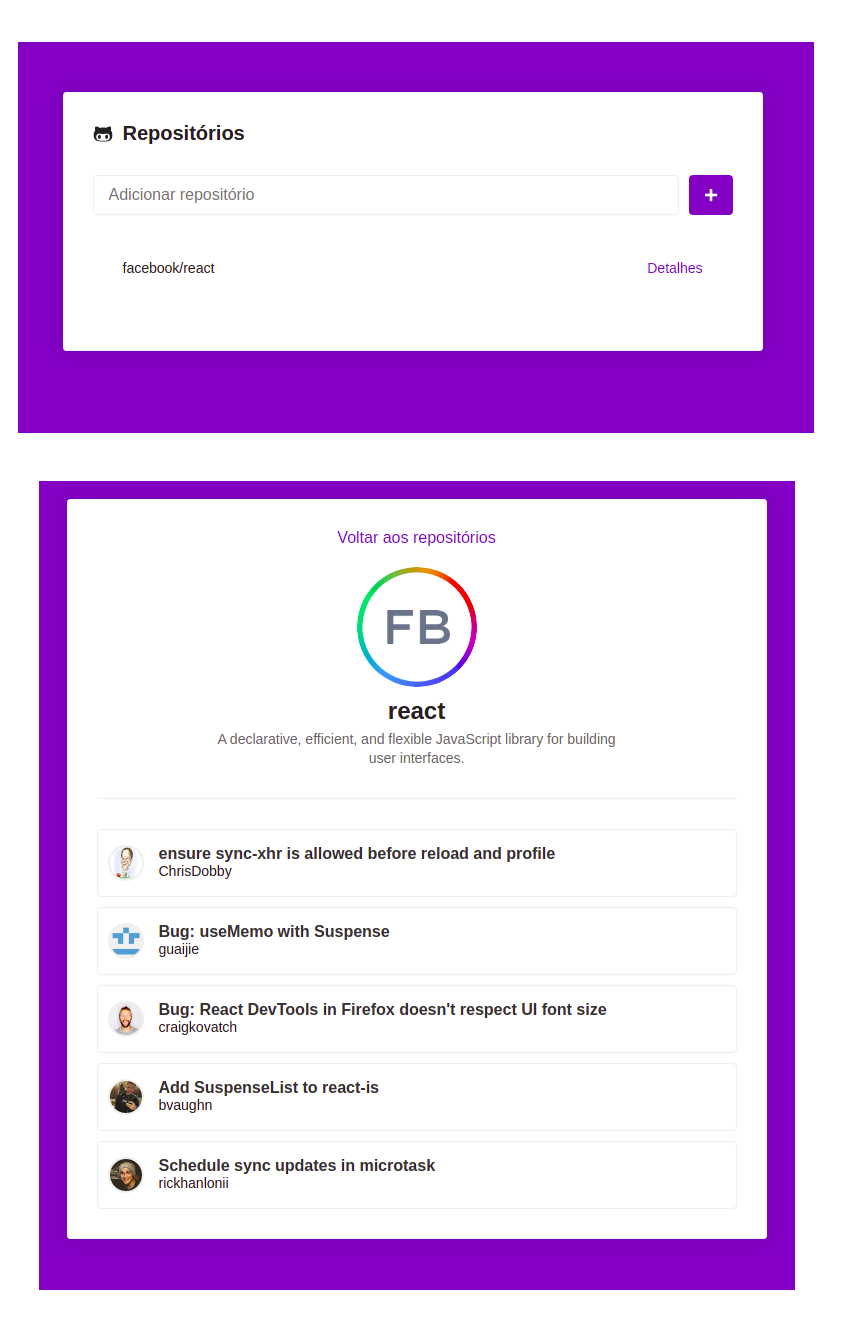 Repositórios
Adicionar repositório
+
facebook/react
Detalhes
Voltar aos repositórios
FB
react
A declarative, efficient, and flexible JavaScript library for building
user interfaces.
ensure sync-xhr is allowed before reload and profile
ChrisDobby
Bug: useMemo with Suspense
guaijie
Bug: React DevTools in Firefox doesn't respect UI font size
craigkovatch
Add SuspenseList to react-is
bvaughn
Schedule sync updates in microtask
rickhanlonii